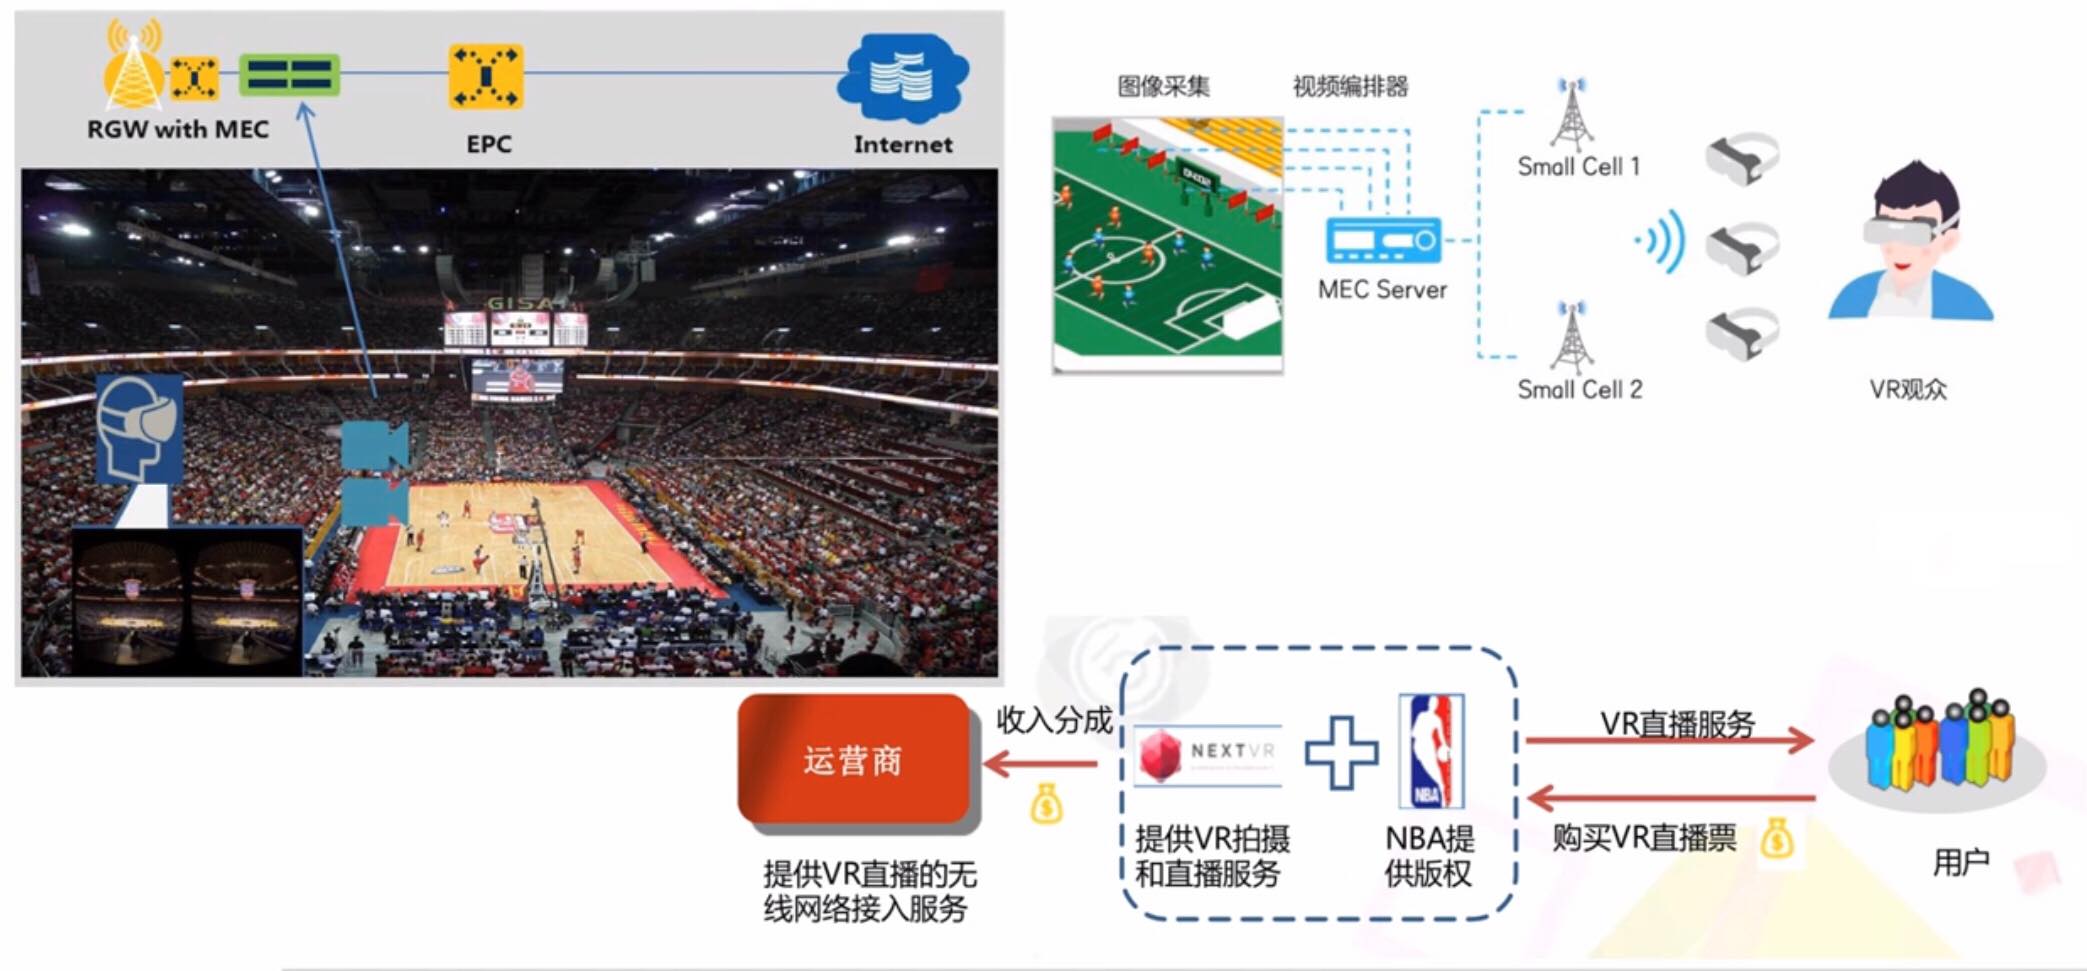 RGW with MEC
EPC
Internet
GISA
图像采集
视频编排器
MEC Server
Small Cell 1
Small Cell 2
VR观众
运营商
提供VR直播的无
线网络接入服务
收入分成
NEXTVR
提供VR拍摄
和直播服务
NBA
NBA提
供版权
VR直播服务
购买VR直播票
用户